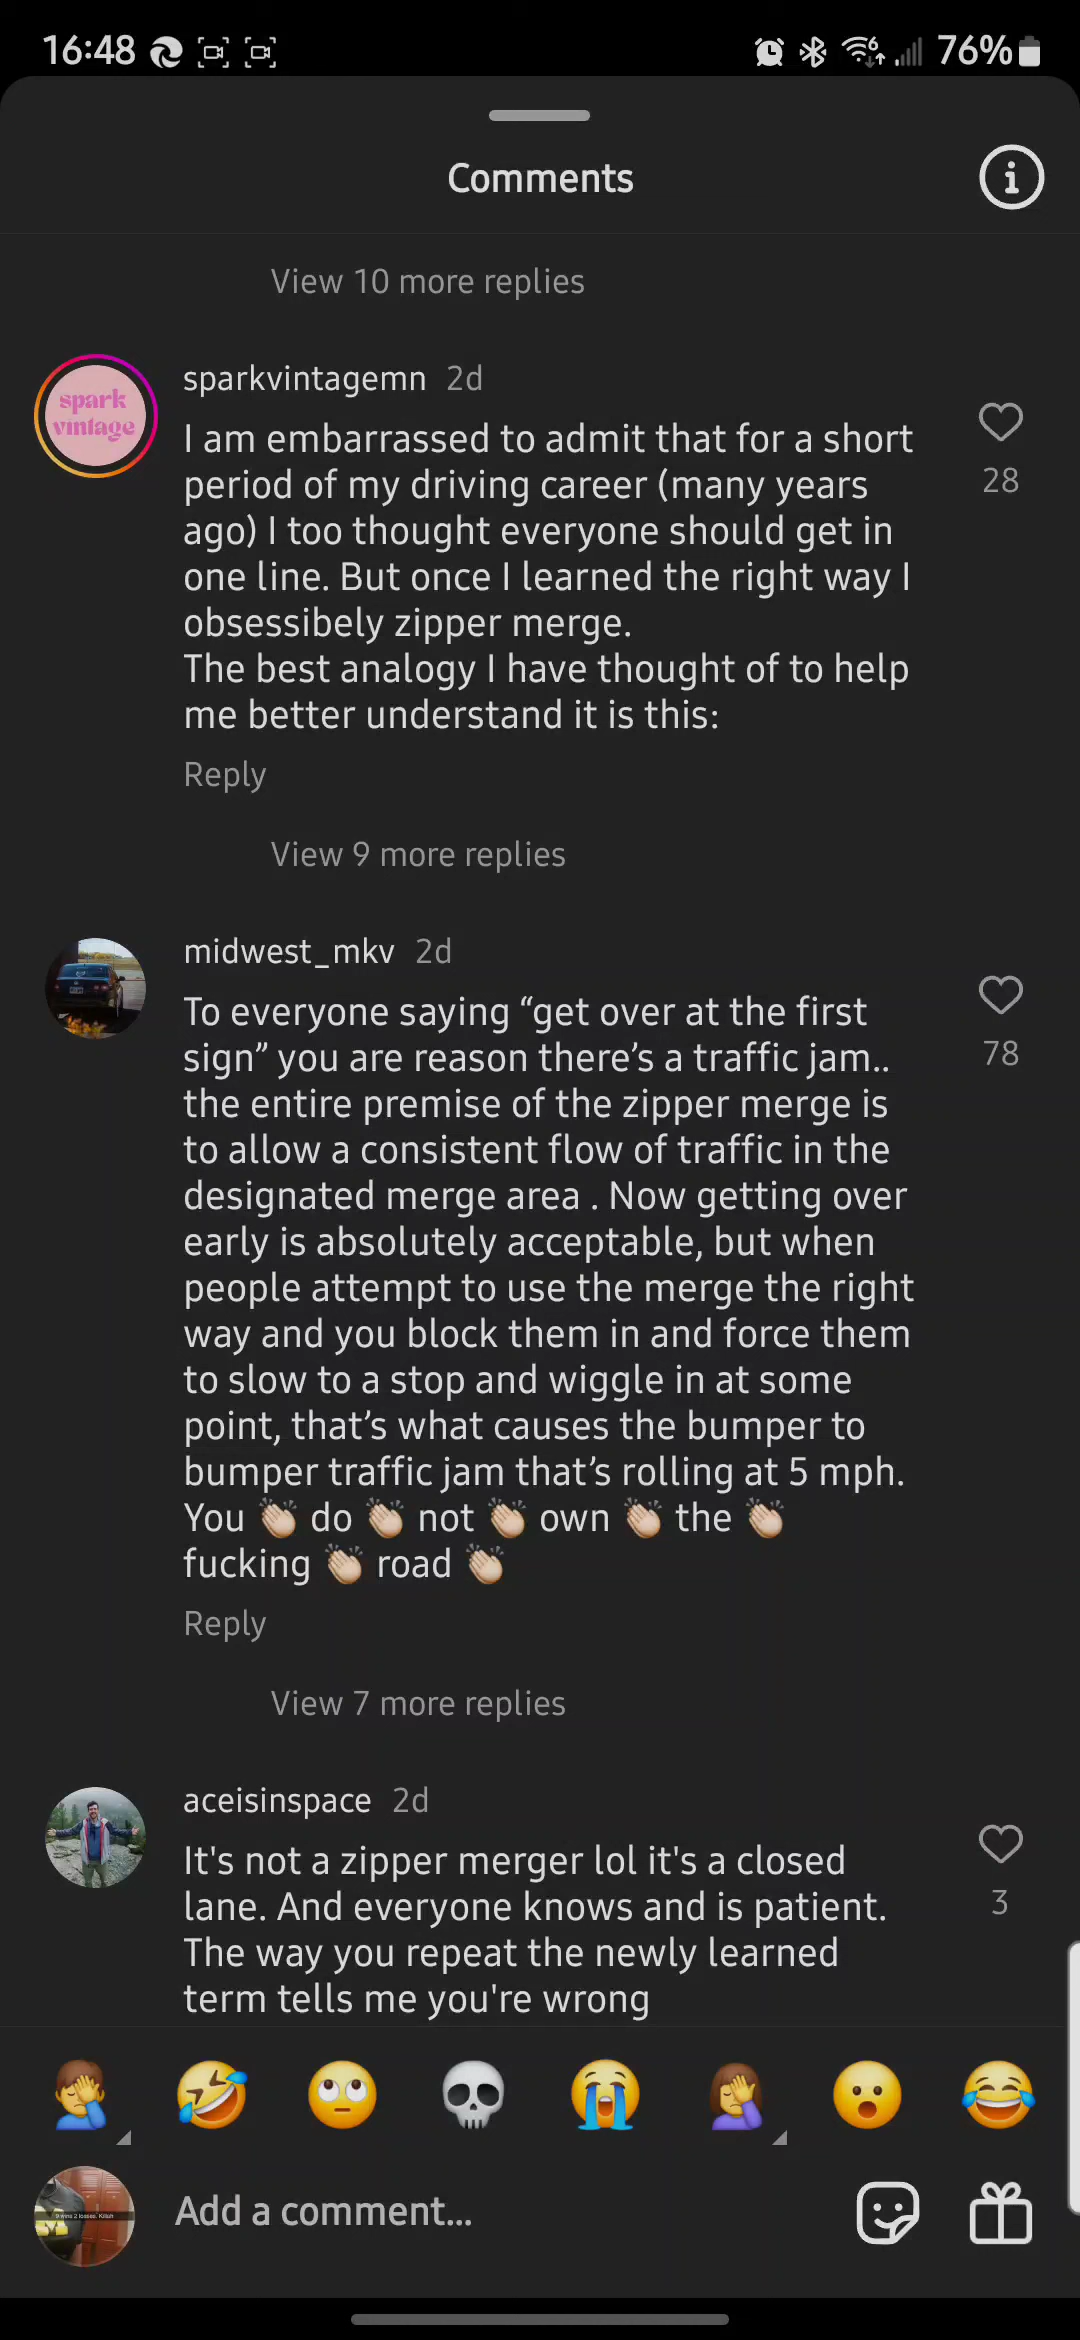 16:48
76%
Comments
View 10 more replies
spark
vintage
sparkvintagemn 2d
I am embarrassed to admit that for a short
period of my driving career (many years
ago) I too thought everyone should get in
one line. But once I learned the right way I
obsessibely zipper merge.
The best analogy I have thought of to help
me better understand it is this:
28
Reply
View 9 more replies
midwest_mkv 2d
To everyone saying “get over at the first
sign” you are reason there’s a traffic jam..
the entire premise of the zipper merge is
to allow a consistent flow of traffic in the
designated merge area . Now getting over
early is absolutely acceptable, but when
people attempt to use the merge the right
way and you block them in and force them
to slow to a stop and wiggle in at some
point, that’s what causes the bumper to
bumper traffic jam that’s rolling at 5 mph.
You 👏🏻 do 👏🏻 not 👏🏻 own 👏🏻 the 👏🏻
fucking 👏🏻 road 👏🏻
78
Reply
View 7 more replies
aceisinspace 2d
It's not a zipper merger lol it's a closed
lane. And everyone knows and is patient.
The way you repeat the newly learned
term tells me you're wrong
3
Add a comment...